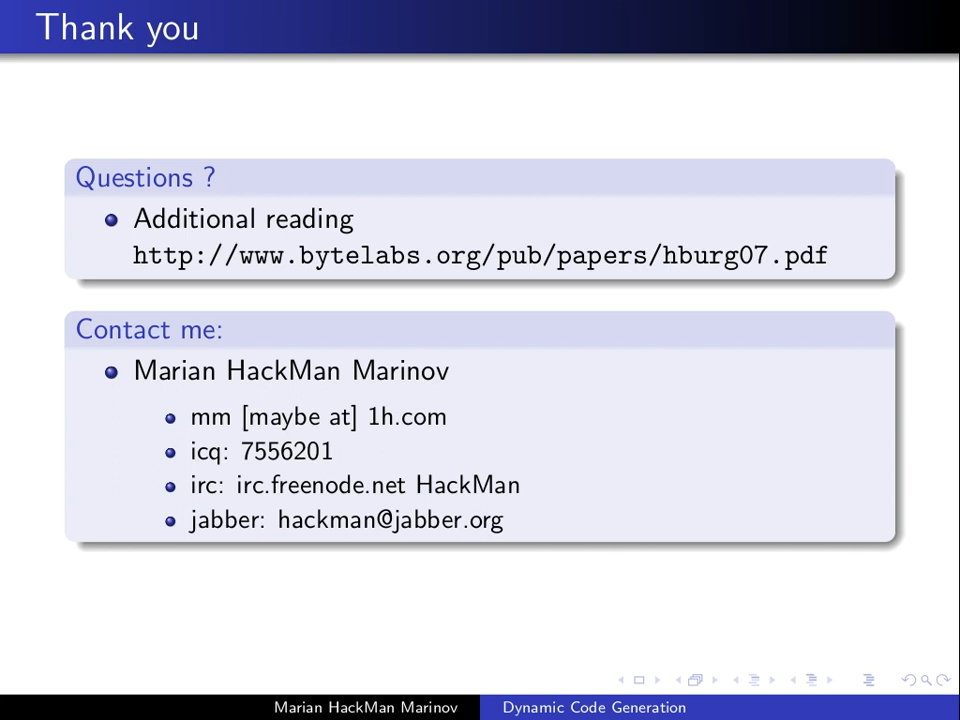 Thank you
Questions ?
Additional reading
http://www.bytelabs.org/pub/papers/hburg07.pdf
Contact me:
Marian HackMan Marinov
mm [maybe at] 1h.com
icq: 7556201
irc: irc.freenode.net HackMan
jabber: hackman@jabber.org
Marian HackMan Marinov Dynamic Code Generation